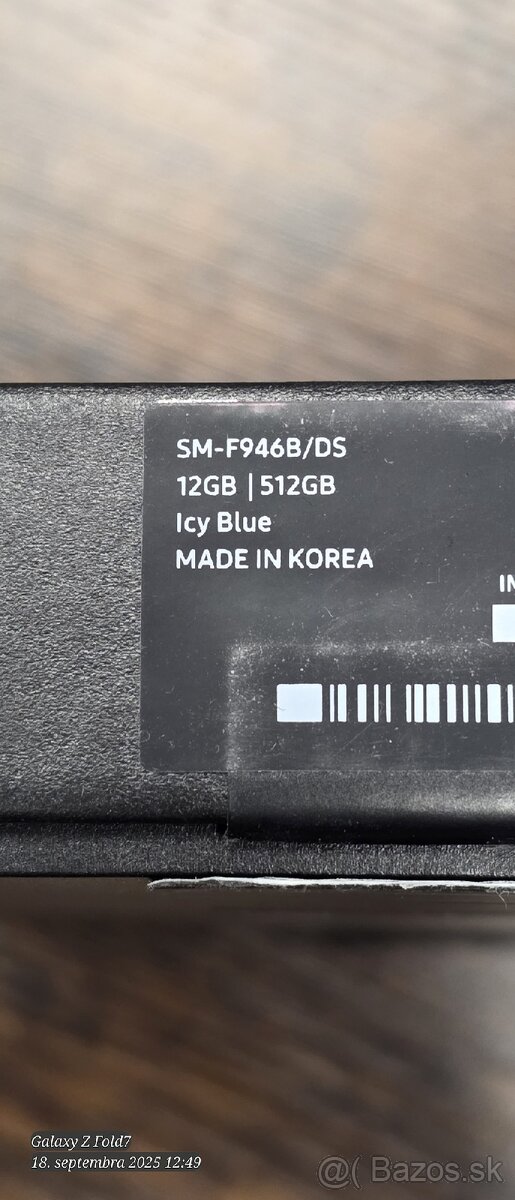 SM-F946B/DS
12GB | 512GB
Icy Blue
MADE IN KOREA
Galaxy Z Fold7
18. septembra 2025 12:49
@( Bazos.sk